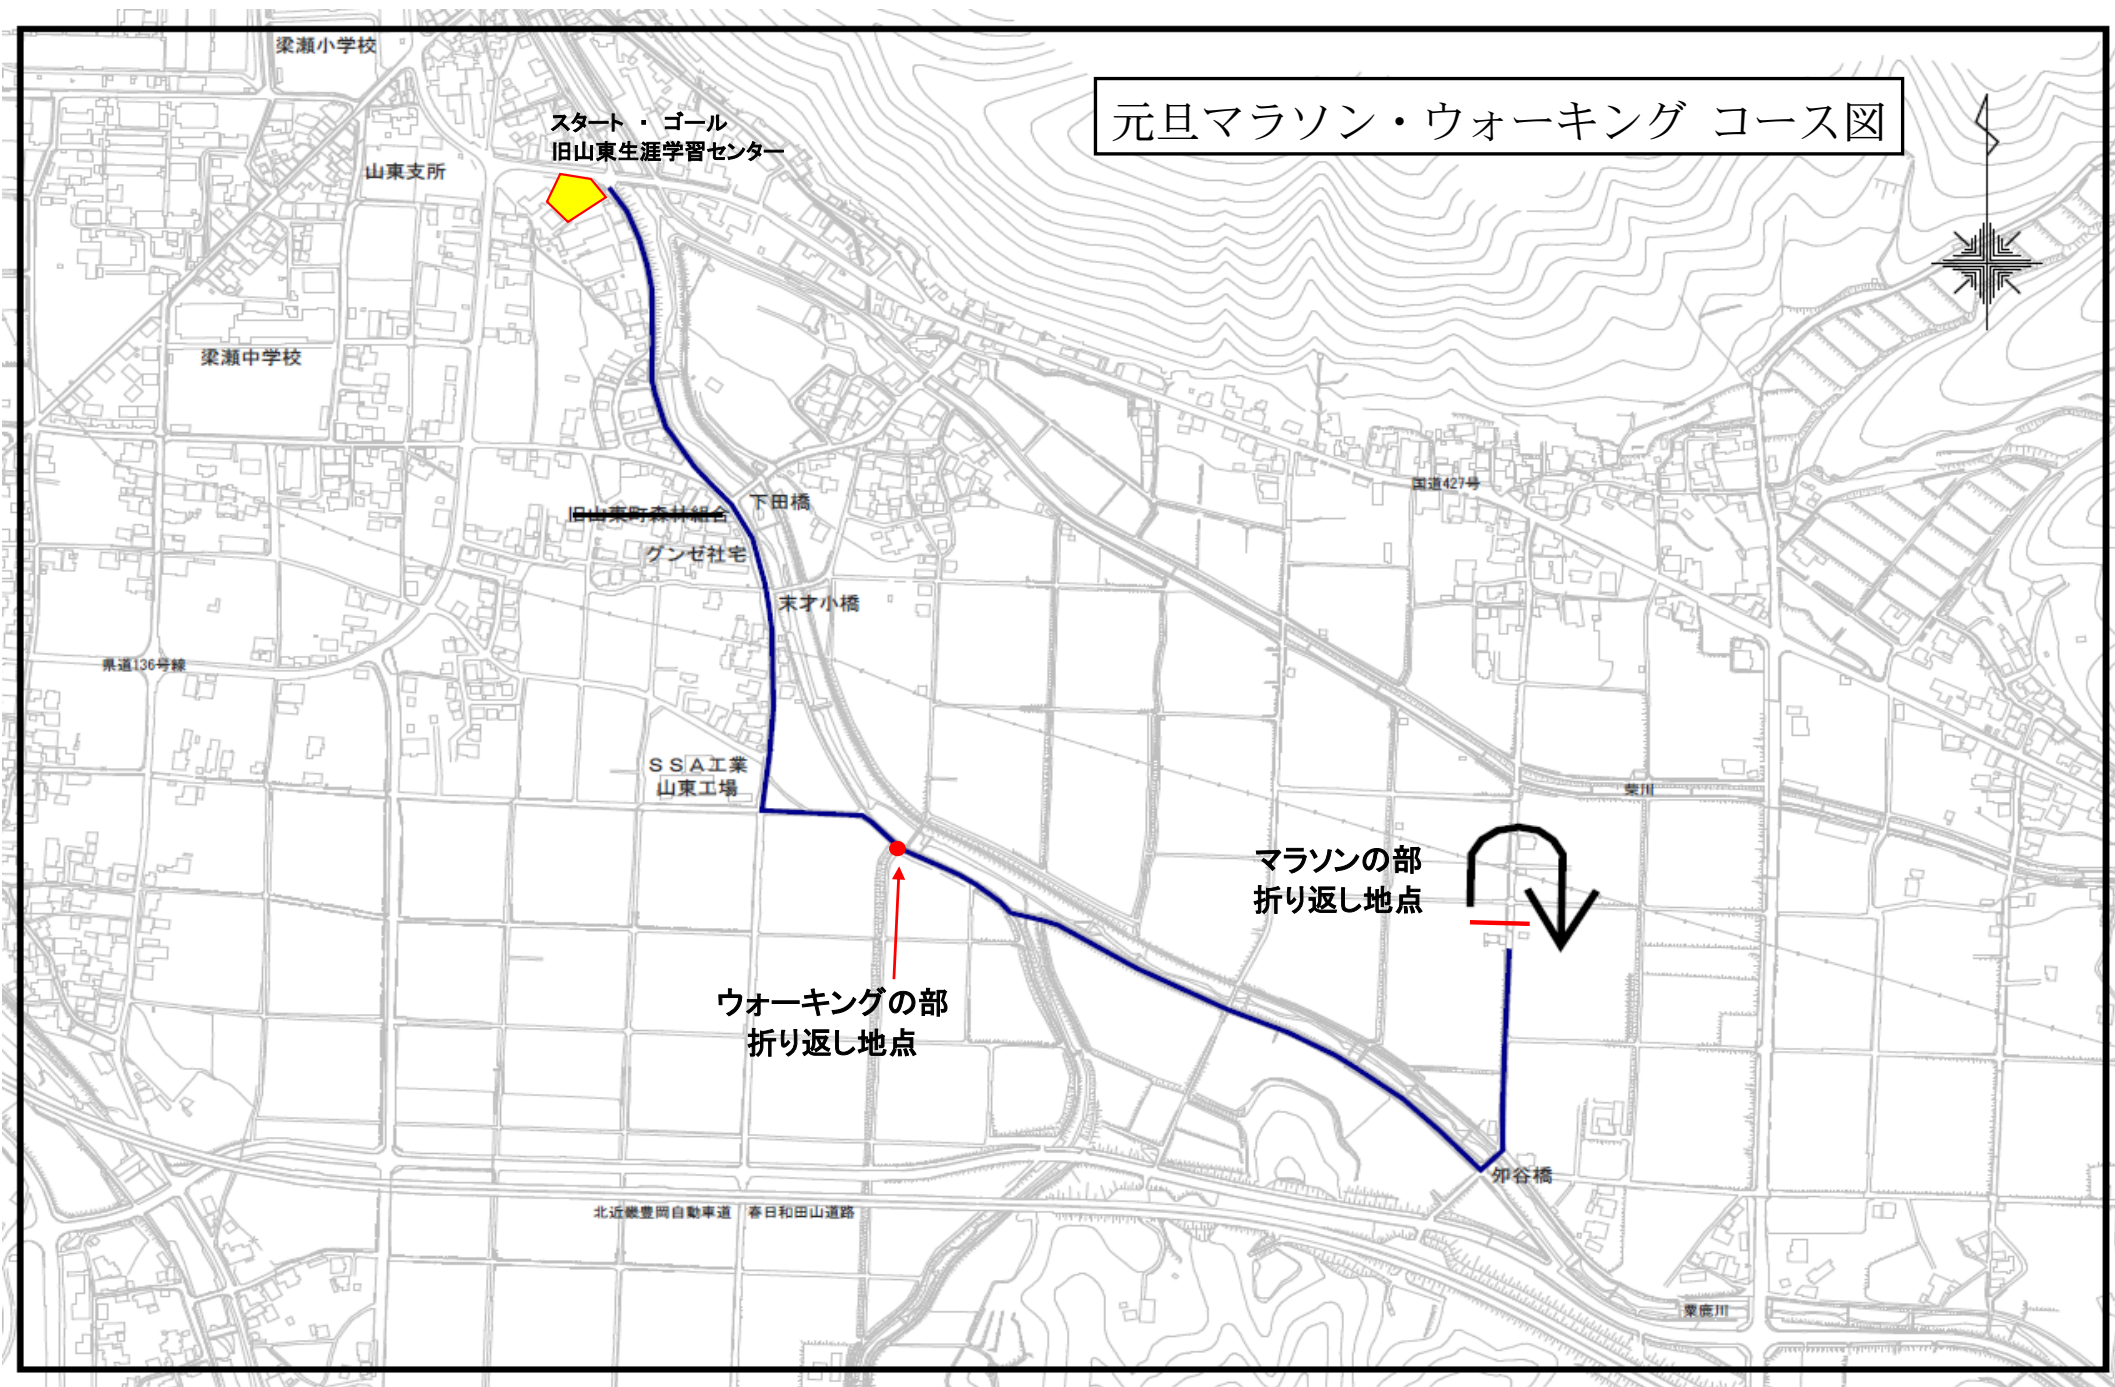 梁瀬小学校
元旦マラソン・ウォーキング コース図
スタート ・ ゴール
旧山東生涯学習センター
山東支所
梁瀬中学校
国道427号
下田橋
旧山東町森林組合
グンゼ社宅
末才小橋
県道136号線
SSA工業
山東工場
柴川
マラソンの部
折り返し地点
ウォーキングの部
折り返し地点
夘谷橋
北近畿豊岡自動車道 春日和田山道路
粟鹿川